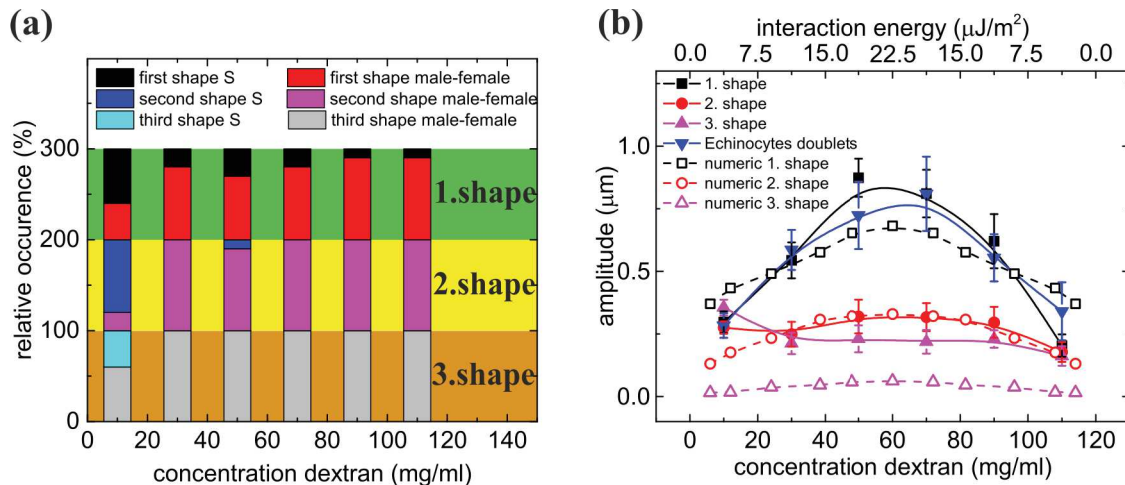 (a)
first shape S
first shape male-female
second shape S
second shape male-female
third shape S
third shape male-female
300
200
100
0
relative occurence (%)
1.shape
2.shape
3.shape
0 20 40 60 80 100 120 140
concentration dextran (mg/ml)
(b)
interaction energy (μJ/m²)
0.0 7.5 15.0 22.5 15.0 7.5 0.0
1. shape
2. shape
3. shape
Echinocytes doublets
numeric 1. shape
numeric 2. shape
numeric 3. shape
1.0
0.5
0.0
amplitude (μm)
0 20 40 60 80 100 120
concentration dextran (mg/ml)